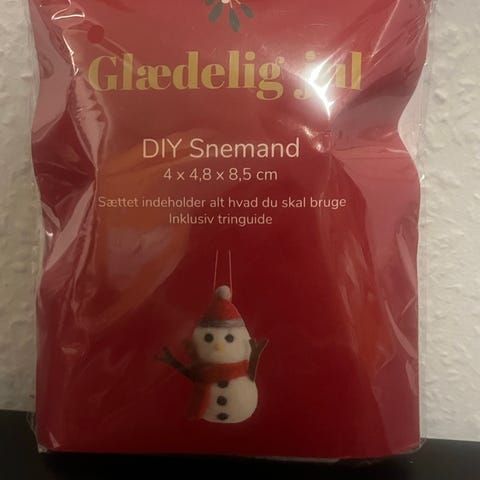 Glædelig jul
DIY Snemand
4 x 4,8 x 8,5 cm
Sættet indeholder alt hvad du skal bruge
Inklusiv tringuide